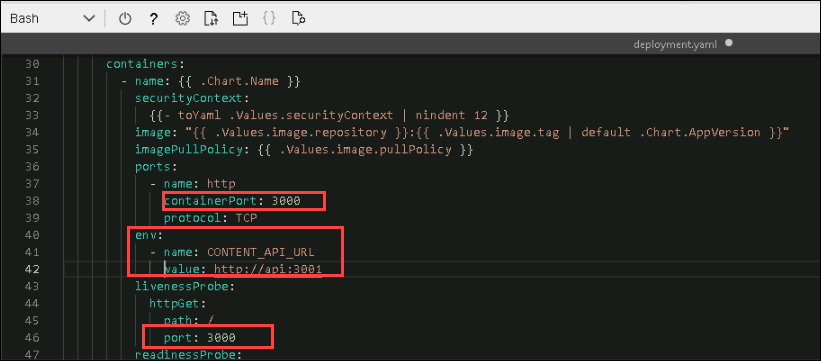 Bash
?
{}
deployment.yaml
30 containers:
31 - name: {{ .Chart.Name }}
32 securityContext:
33 {{- toYaml .Values.securityContext | nindent 12 }}
34 image: "{{ .Values.image.repository }}:{{ .Values.image.tag | default .Chart.AppVersion }}"
35 imagePullPolicy: {{ .Values.image.pullPolicy }}
36 ports:
37 - name: http
38 containerPort: 3000
39 protocol: TCP
40 env:
41 - name: CONTENT_API_URL
42 value: http://api:3001
43 livenessProbe:
44 httpGet:
45 path: /
46 port: 3000
47 readinessProbe: